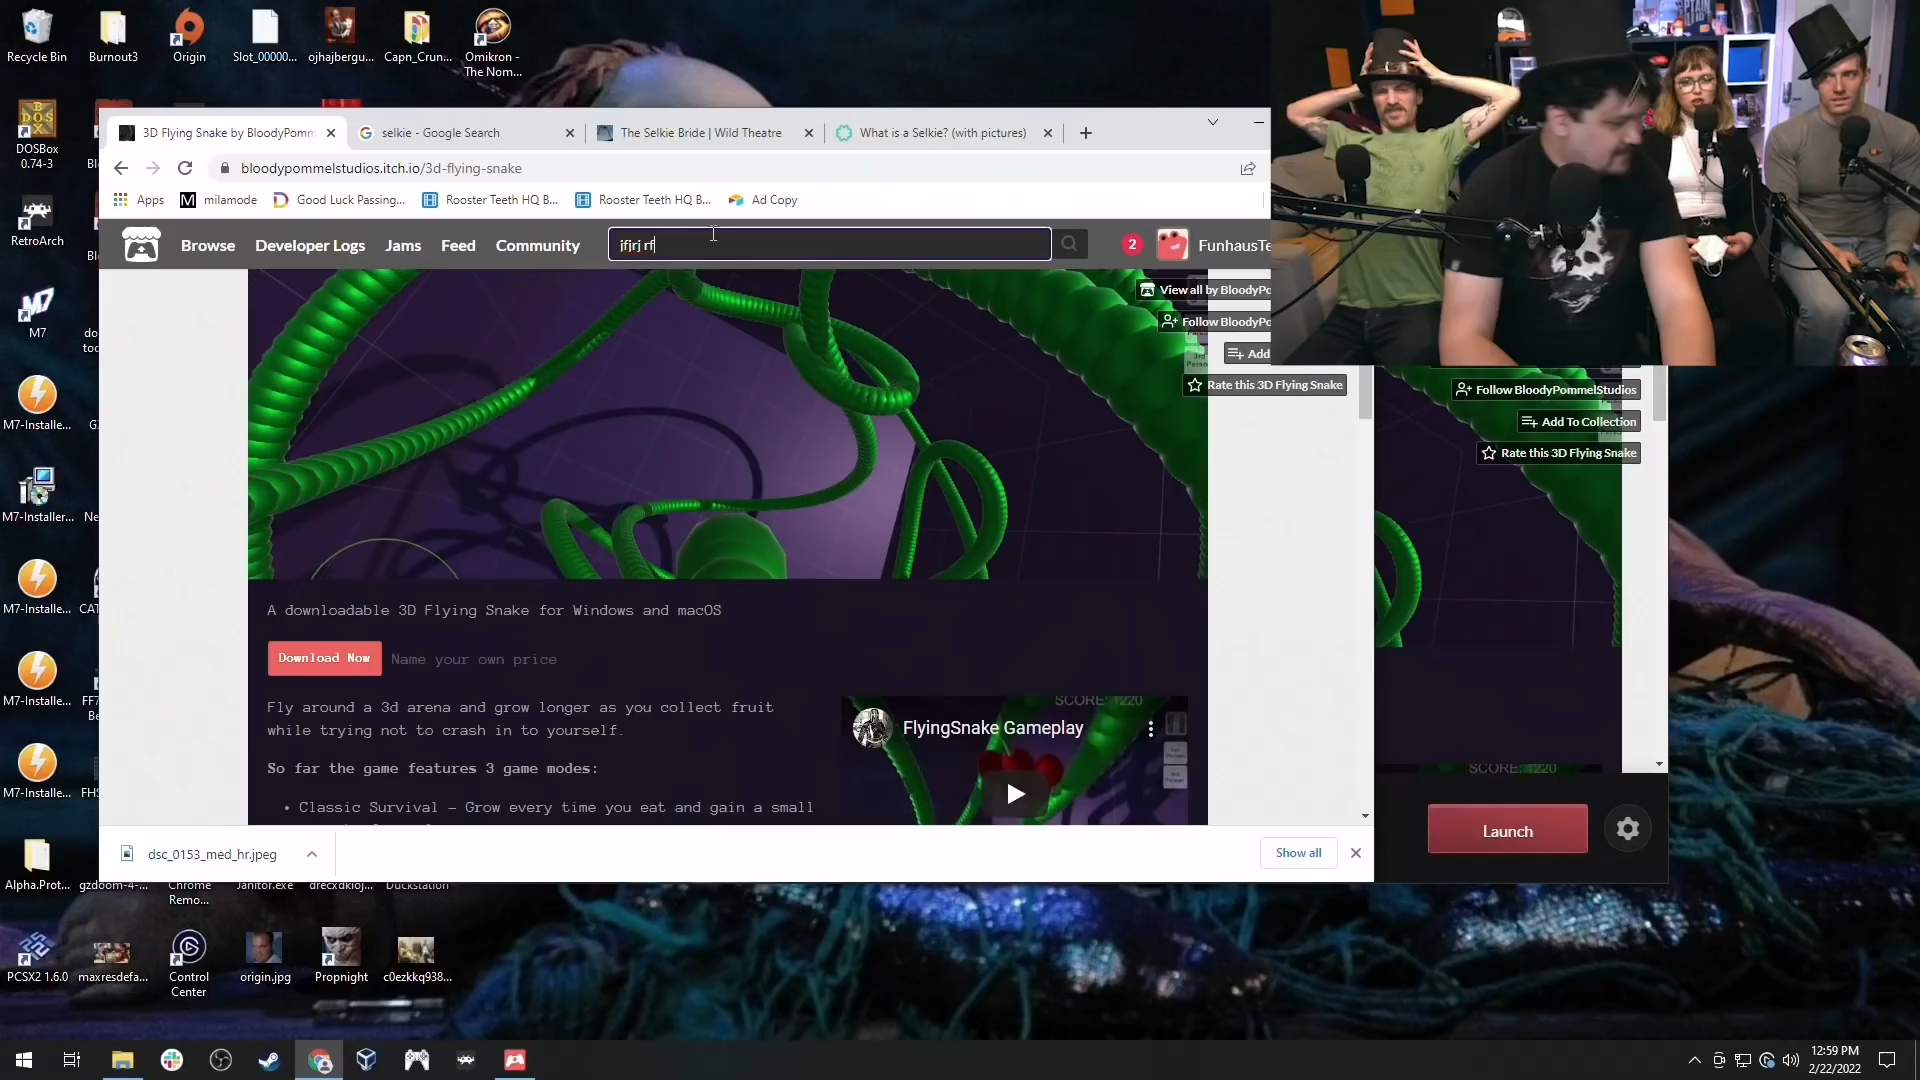 Recycle Bin
Burnout3
Origin
Slot_00000...
ojhajbergu...
Capn_Crun...
Omikron -
The Nom...
DOSBox
0.74-3
RetroArch
M7
M7-Installe...
M7-Installer...
M7-Installe...
M7-Installe...
M7-Installe...
Alpha.Prot...
gzdoom-4-...
Chrome
Remo...
Janitor.exe
drecxdkloj...
Duckstation
PCSX2 1.6.0
maxresdefa...
Control
Center
origin.jpg
Propnight
c0ezkkq938...
3D Flying Snake by BloodyPomm
selkie - Google Search
The Selkie Bride | Wild Theatre
What is a Selkie? (with pictures)
bloodypommelstudios.itch.io/3d-flying-snake
Apps
milamode
Good Luck Passing...
Rooster Teeth HQ B...
Rooster Teeth HQ B...
Ad Copy
Browse
Developer Logs
Jams
Feed
Community
jfjrj rf
2
FunhausTe
View all by BloodyPo
Follow BloodyPo
Add
Rate this 3D Flying Snake
Follow BloodyPommelStudios
Add To Collection
Rate this 3D Flying Snake
A downloadable 3D Flying Snake for Windows and macOS
Download Now
Name your own price
Fly around a 3d arena and grow longer as you collect fruit
while trying not to crash in to yourself.
So far the game features 3 game modes:
• Classic Survival – Grow every time you eat and gain a small
SCORE: 1220
FlyingSnake Gameplay
SCORE: 1220
Launch
dsc_0153_med_hr.jpeg
Show all
12:59 PM
2/22/2022